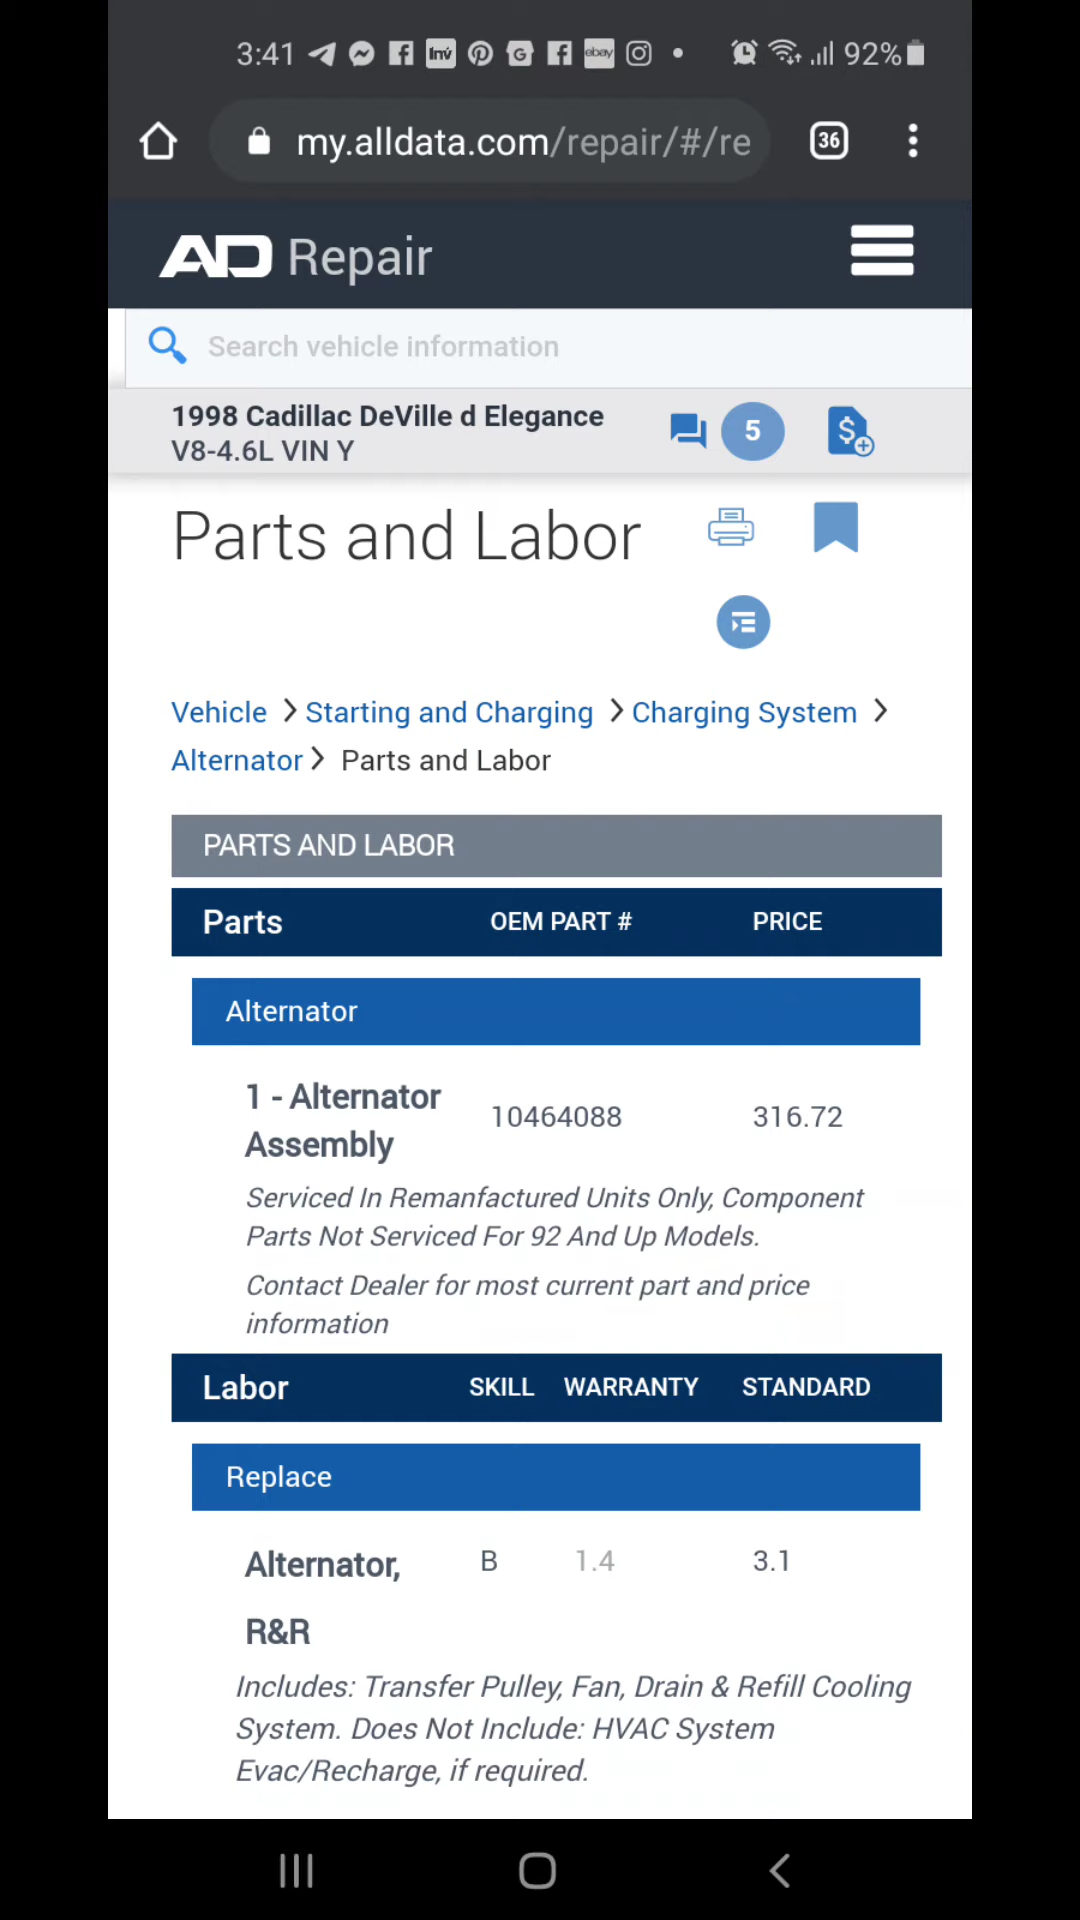 3:41 Inv G ebay 92%
my.alldata.com/repair/#/re 36
AD Repair
Search vehicle information
1998 Cadillac DeVille d Elegance
V8-4.6L VIN Y
5
$
Parts and Labor
Vehicle > Starting and Charging > Charging System >
Alternator > Parts and Labor
PARTS AND LABOR
Parts OEM PART # PRICE
Alternator
1 - Alternator
Assembly 10464088 316.72
Serviced In Remanfactured Units Only, Component
Parts Not Serviced For 92 And Up Models.
Contact Dealer for most current part and price
information
Labor SKILL WARRANTY STANDARD
Replace
Alternator, B 1.4 3.1
R&R
Includes: Transfer Pulley, Fan, Drain & Refill Cooling
System. Does Not Include: HVAC System
Evac/Recharge, if required.